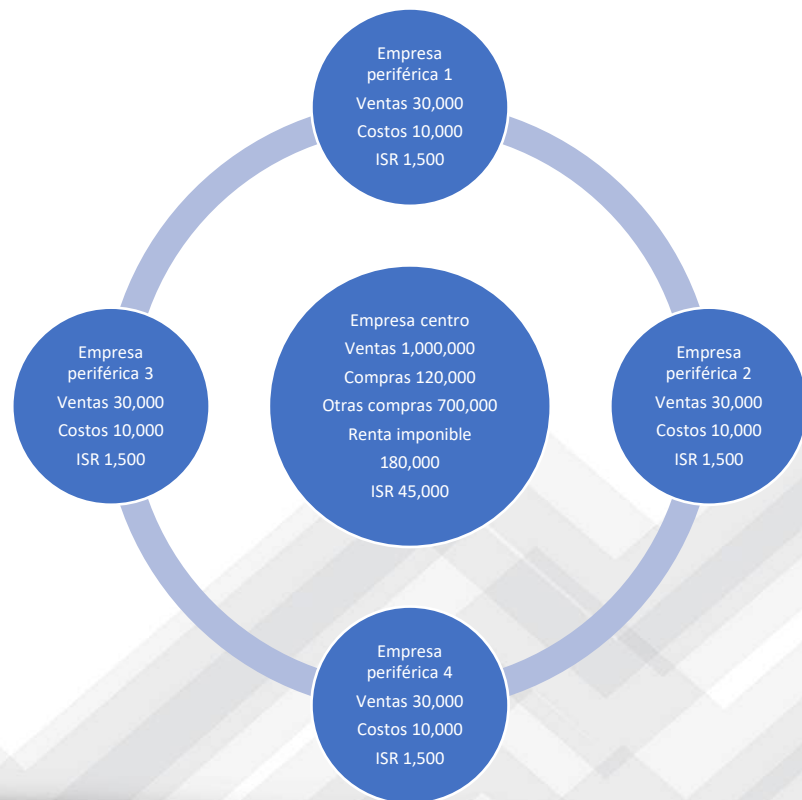 Empresa
periférica 1
Ventas 30,000
Costos 10,000
ISR 1,500
Empresa centro
Ventas 1,000,000
Compras 120,000
Otras compras 700,000
Renta imponible
180,000
ISR 45,000
Empresa
periférica 3
Ventas 30,000
Costos 10,000
ISR 1,500
Empresa
periférica 2
Ventas 30,000
Costos 10,000
ISR 1,500
Empresa
periférica 4
Ventas 30,000
Costos 10,000
ISR 1,500